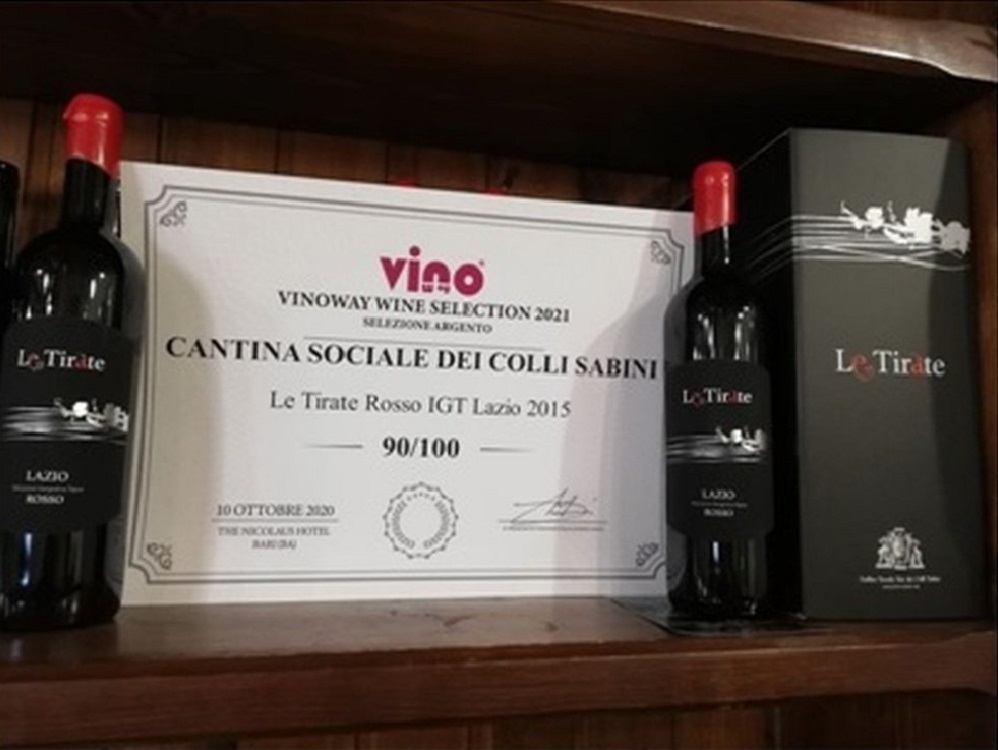 vino
way
VINOWAY WINE SELECTION 2021
SELEZIONE ARGENTO
CANTINA SOCIALE DEI COLLI SABINI
Le Tirate Rosso IGT Lazio 2015
90/100
10 OTTOBRE 2020
THE NICOLAUS HOTEL
BARI (BA)
Le Tirate
LAZIO
ROSSO
Le Tirate
LAZIO
ROSSO
Le Tirate